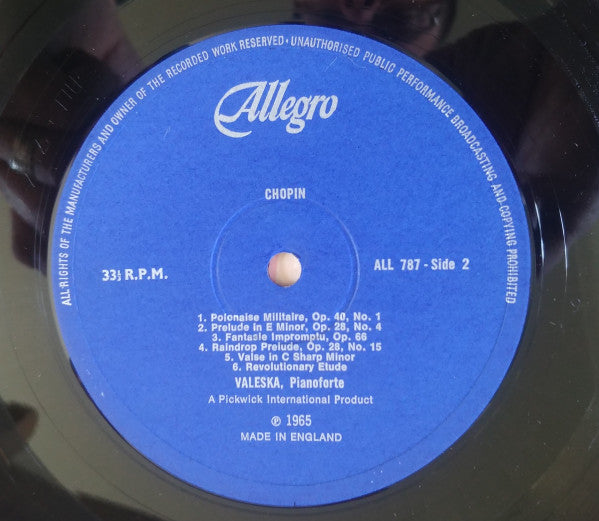 ALL RIGHTS OF THE MANUFACTURERS AND OWNER OF THE RECORDED WORK RESERVED · UNAUTHORISED PUBLIC PERFORMANCE BROADCASTING AND COPYING PROHIBITED
Allegro
CHOPIN
33⅓ R.P.M.
ALL 787 - Side 2
1. Polonaise Militaire, Op. 40, No. 1
2. Prelude in E Minor, Op. 28, No. 4
3. Fantasie Impromptu, Op. 66
4. Raindrop Prelude, Op. 28, No. 15
5. Valse in C Sharp Minor
6. Revolutionary Etude
VALESKA, Pianoforte
A Pickwick International Product
℗ 1965
MADE IN ENGLAND